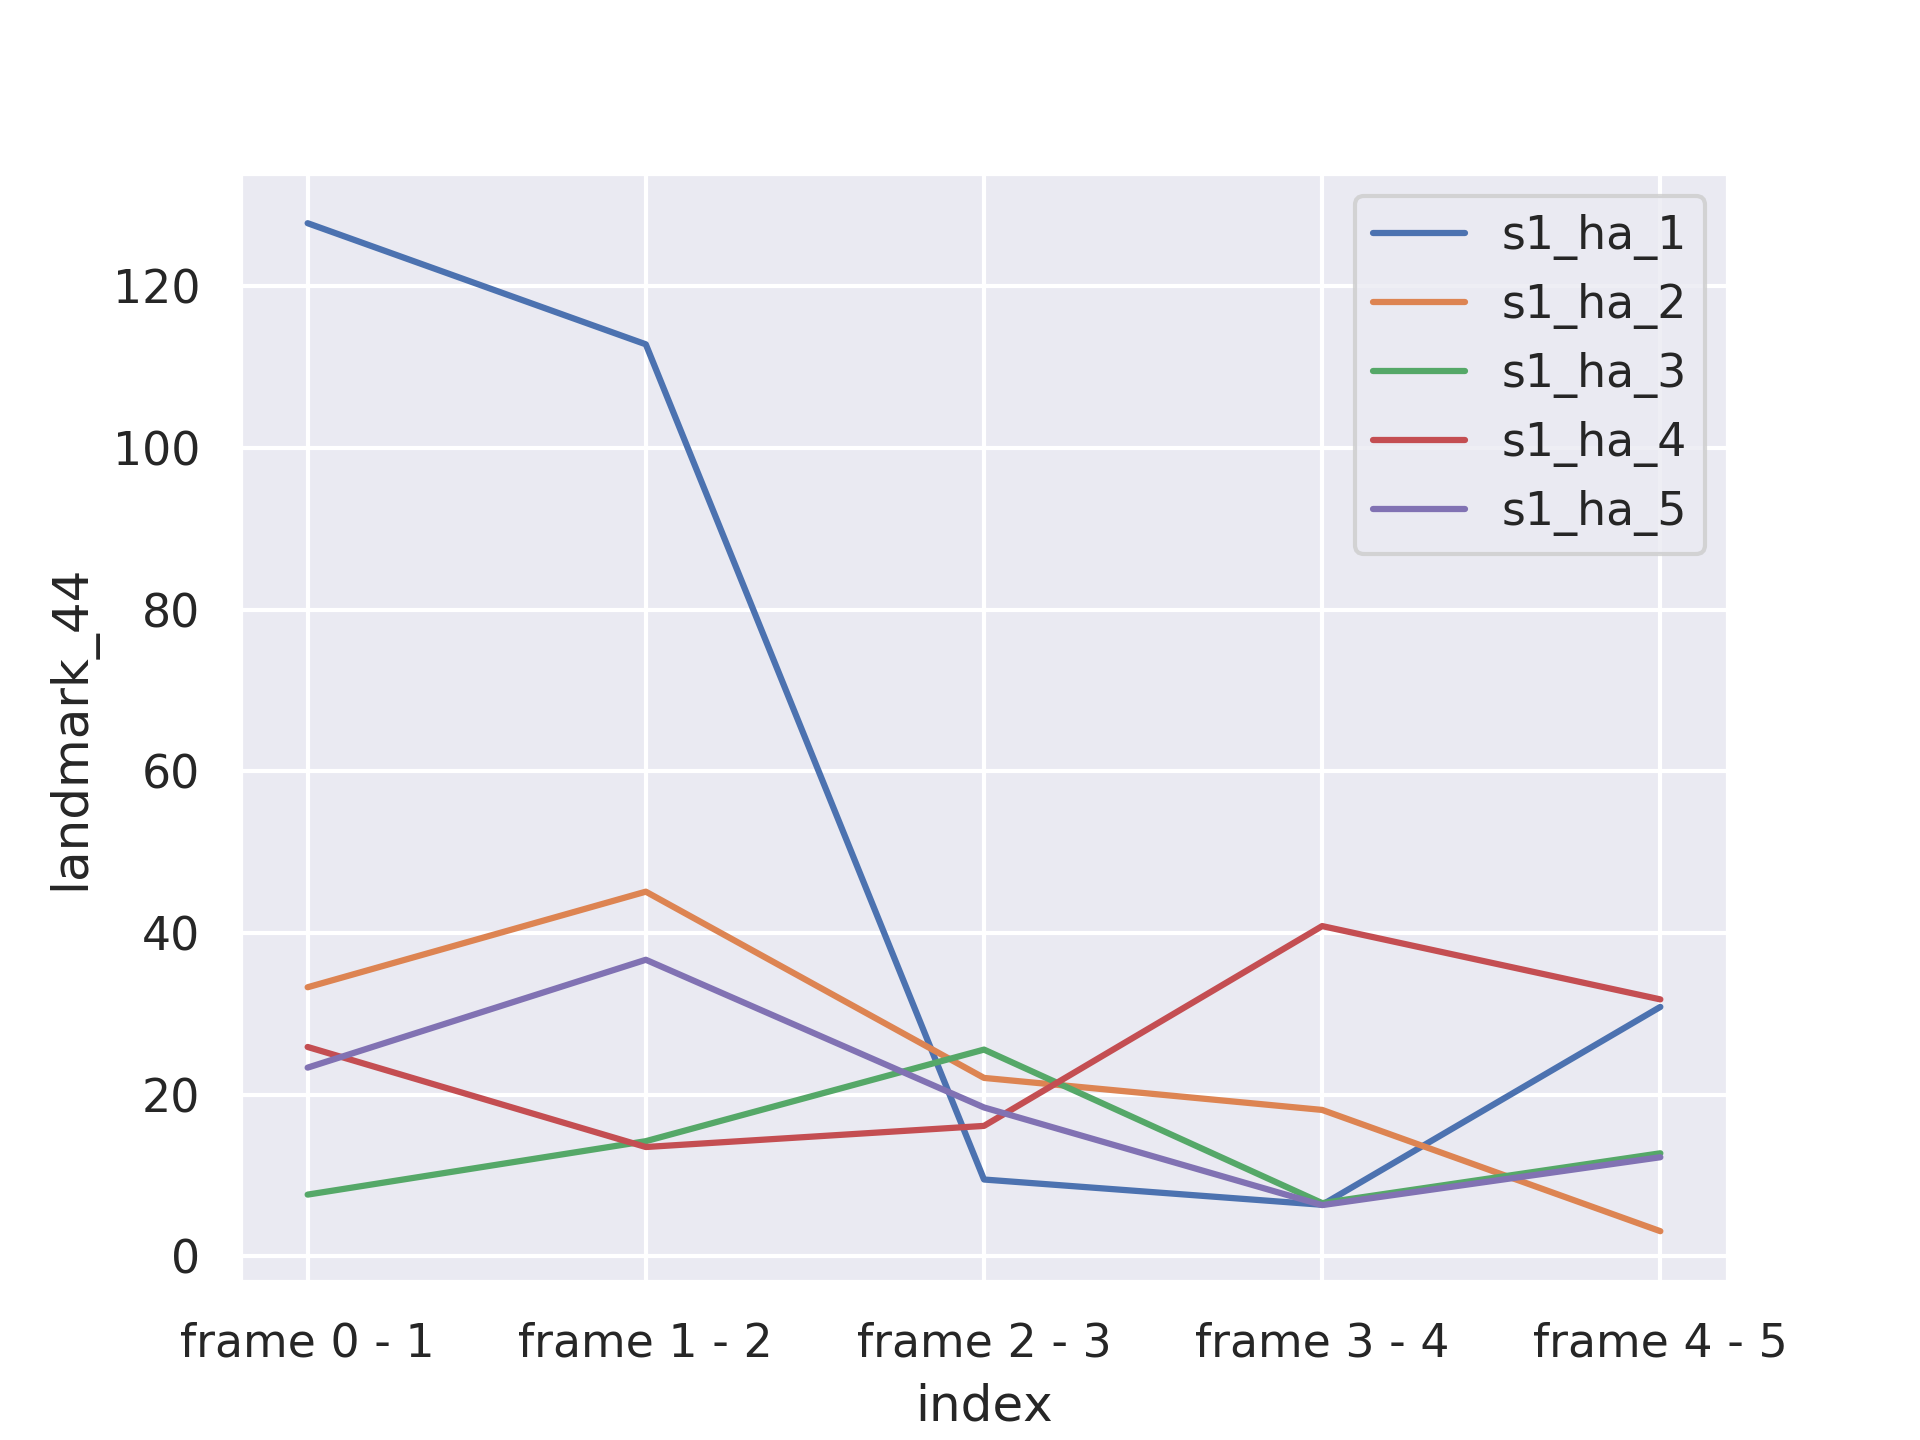 s1_ha_1
s1_ha_2
s1_ha_3
s1_ha_4
s1_ha_5
landmark_44
120
100
80
60
40
20
0
frame 0 - 1 frame 1 - 2 frame 2 - 3 frame 3 - 4 frame 4 - 5
index